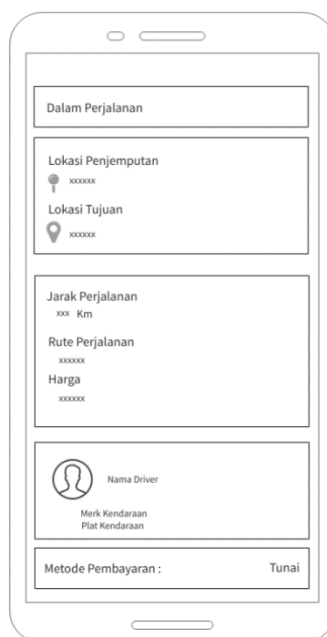 Dalam Perjalanan
Lokasi Penjemputan
xxxxxx
Lokasi Tujuan
xxxxxx
Jarak Perjalanan
xxx Km
Rute Perjalanan
xxxxxx
Harga
xxxxxx
Nama Driver
Merk Kendaraan
Plat Kendaraan
Metode Pembayaran : Tunai